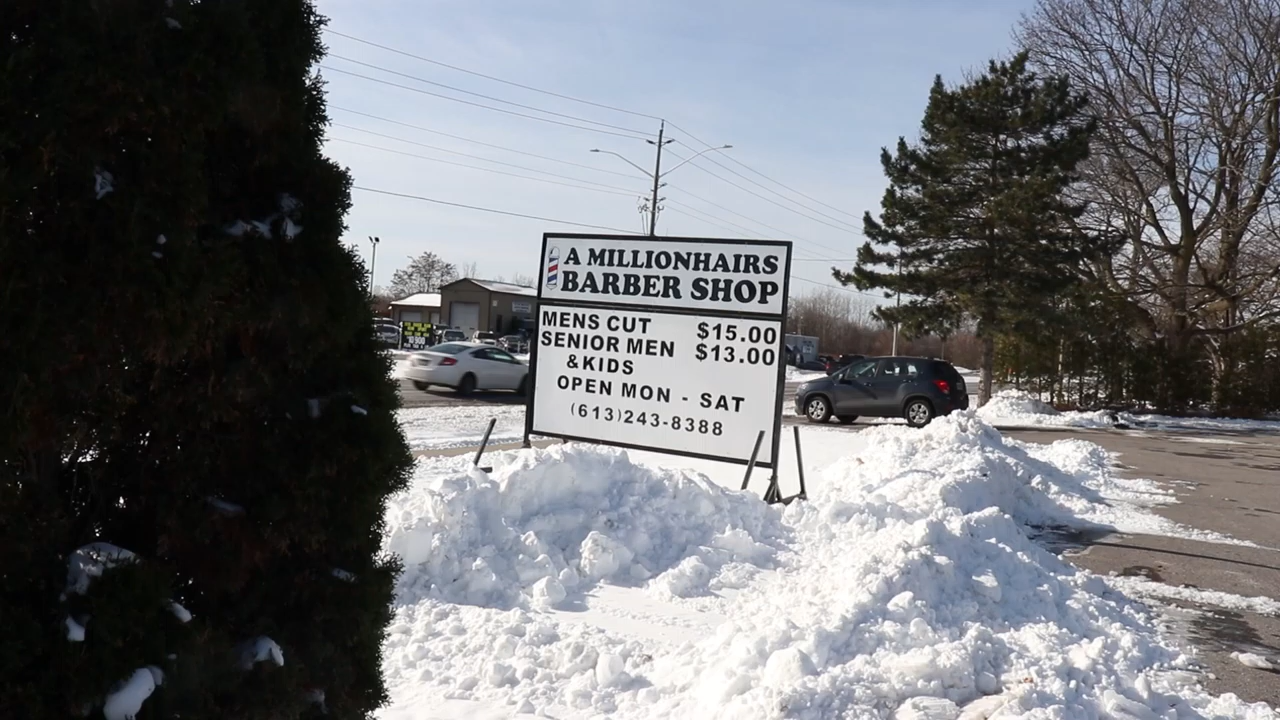 A MILLIONHAIRS
BARBER SHOP
MENS CUT $15.00
SENIOR MEN $13.00
&KIDS
OPEN MON - SAT
(613)243-8388